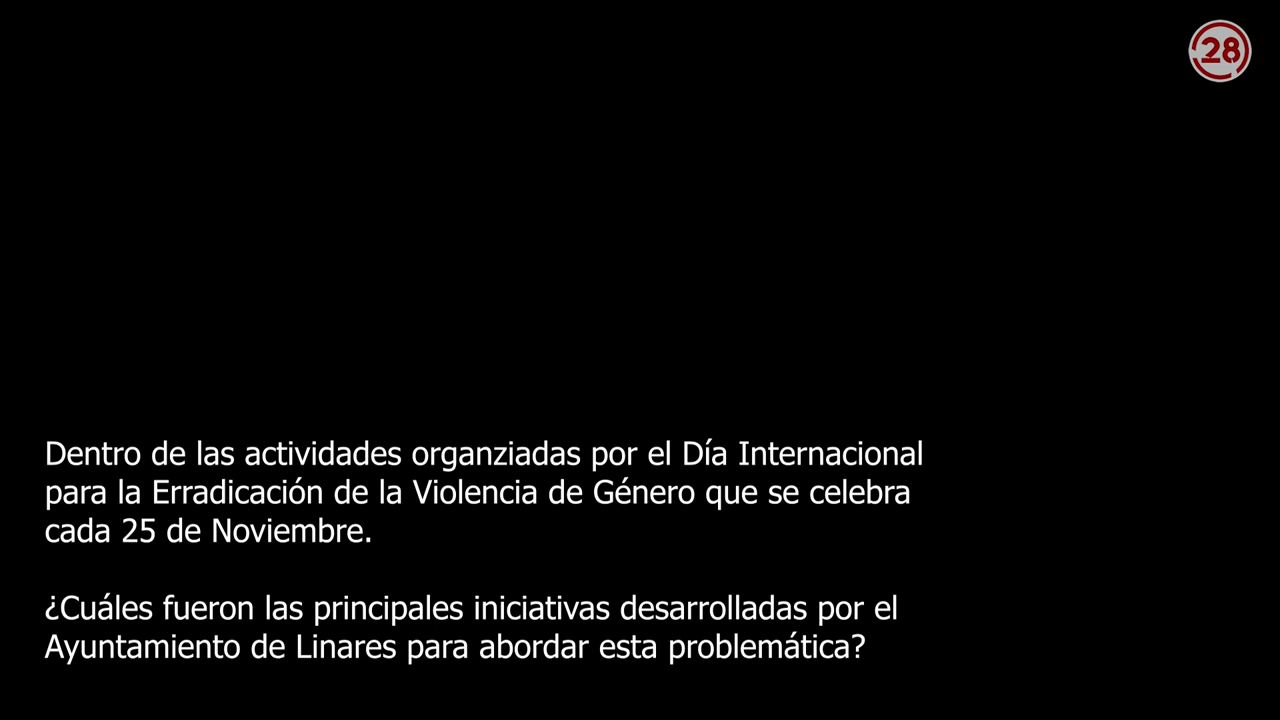 28
Dentro de las actividades organziadas por el Día Internacional
para la Erradicación de la Violencia de Género que se celebra
cada 25 de Noviembre.
¿Cuáles fueron las principales iniciativas desarrolladas por el
Ayuntamiento de Linares para abordar esta problemática?